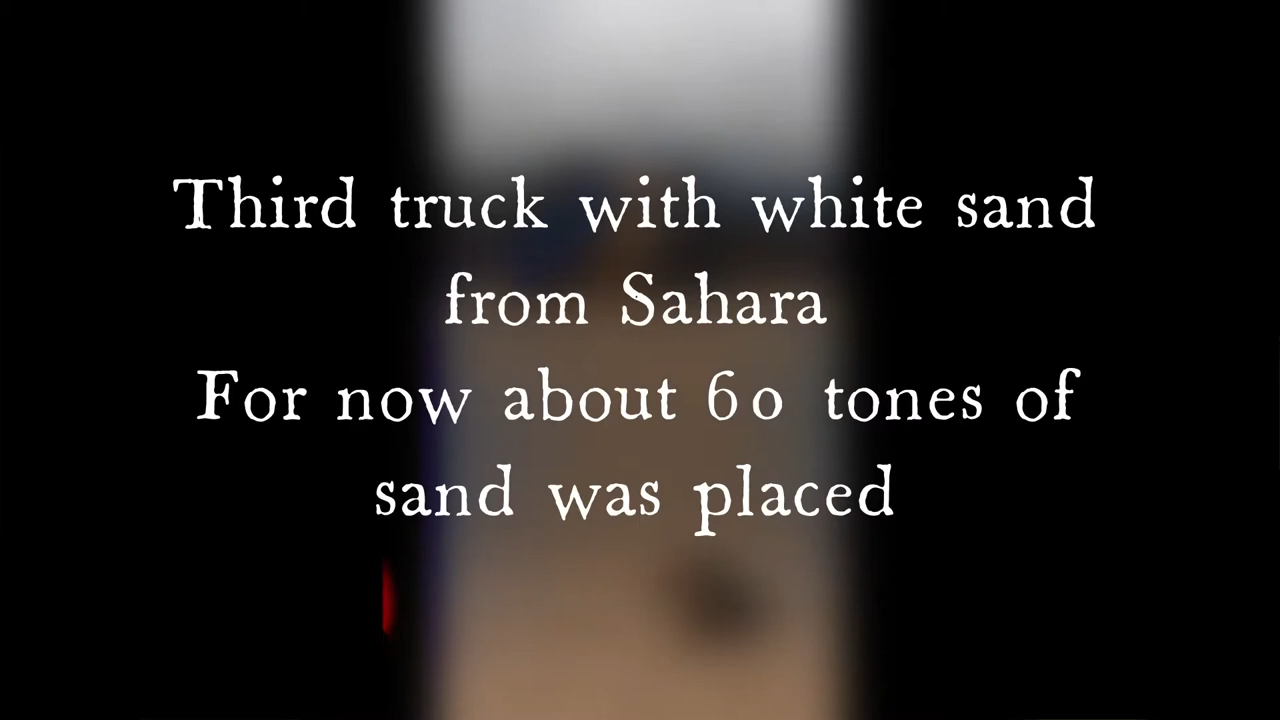 Third truck with white sand
from Sahara
For now about 60 tones of
sand was placed